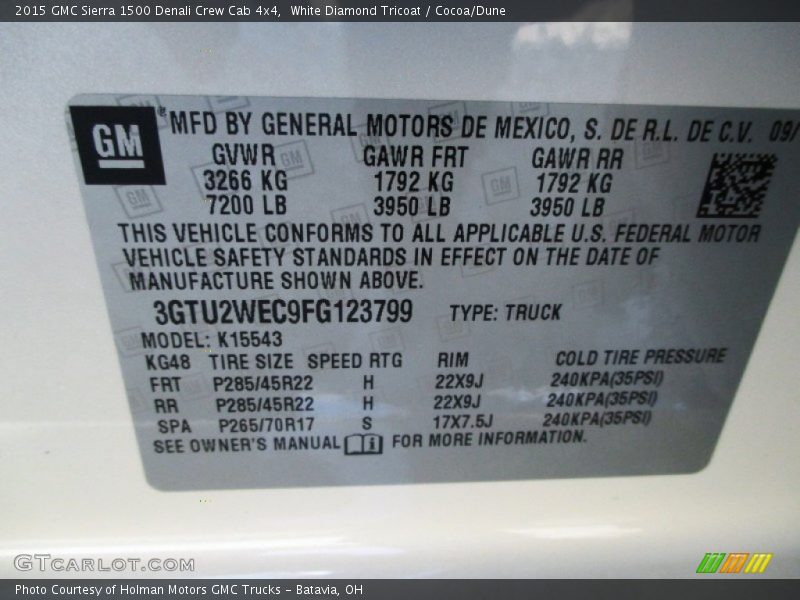 2015 GMC Sierra 1500 Denali Crew Cab 4x4, White Diamond Tricoat / Cocoa/Dune
GM ® MFD BY GENERAL MOTORS DE MEXICO, S. DE R.L. DE C.V. 09/
GVWR GAWR FRT GAWR RR
3266 KG 1792 KG 1792 KG
7200 LB 3950 LB 3950 LB
THIS VEHICLE CONFORMS TO ALL APPLICABLE U.S. FEDERAL MOTOR
VEHICLE SAFETY STANDARDS IN EFFECT ON THE DATE OF
MANUFACTURE SHOWN ABOVE.
3GTU2WEC9FG123799 TYPE: TRUCK
MODEL: K15543
KG48 TIRE SIZE SPEED RTG RIM COLD TIRE PRESSURE
FRT P285/45R22 H 22X9J 240KPA(35PSI)
RR P285/45R22 H 22X9J 240KPA(35PSI)
SPA P265/70R17 S 17X7.5J 240KPA(35PSI)
SEE OWNER'S MANUAL FOR MORE INFORMATION.
GTCARLOT.COM
Photo Courtesy of Holman Motors GMC Trucks - Batavia, OH